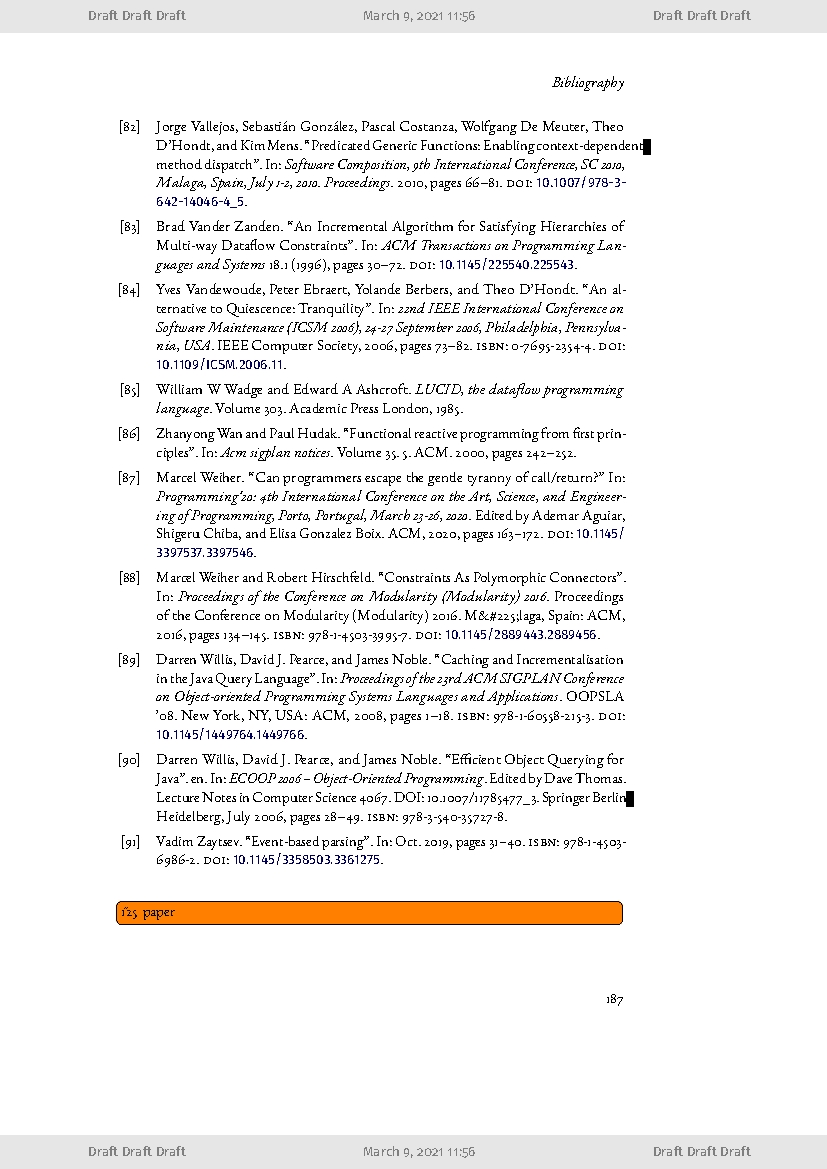 Draft Draft Draft March 9, 2021 11:56 Draft Draft Draft
Bibliography
[82] Jorge Vallejos, Sebastián González, Pascal Costanza, Wolfgang De Meuter, Theo
D’Hondt, and Kim Mens. “Predicated Generic Functions: Enabling context-dependent
method dispatch”. In: Software Composition, 9th International Conference, SC 2010,
Malaga, Spain, July 1-2, 2010. Proceedings. 2010, pages 66–81. DOI: 10.1007/978-3-
642-14046-4_5.
[83] Brad Vander Zanden. “An Incremental Algorithm for Satisfying Hierarchies of
Multi-way Dataflow Constraints”. In: ACM Transactions on Programming Lan-
guages and Systems 18.1 (1996), pages 30–72. DOI: 10.1145/225540.225543.
[84] Yves Vandewoude, Peter Ebraert, Yolande Berbers, and Theo D’Hondt. “An al-
ternative to Quiescence: Tranquility”. In: 22nd IEEE International Conference on
Software Maintenance (ICSM 2006), 24-27 September 2006, Philadelphia, Pennsylva-
nia, USA. IEEE Computer Society, 2006, pages 73–82. ISBN: 0-7695-2354-4. DOI:
10.1109/ICSM.2006.11.
[85] William W Wadge and Edward A Ashcroft. LUCID, the dataflow programming
language. Volume 303. Academic Press London, 1985.
[86] Zhanyong Wan and Paul Hudak. “Functional reactive programming from first prin-
ciples”. In: Acm sigplan notices. Volume 35. 5. ACM. 2000, pages 242–252.
[87] Marcel Weiher. “Can programmers escape the gentle tyranny of call/return?” In:
Programming’20: 4th International Conference on the Art, Science, and Engineer-
ing of Programming, Porto, Portugal, March 23-26, 2020. Edited by Ademar Aguiar,
Shigeru Chiba, and Elisa Gonzalez Boix. ACM, 2020, pages 163–172. DOI: 10.1145/
3397537.3397546.
[88] Marcel Weiher and Robert Hirschfeld. “Constraints As Polymorphic Connectors”.
In: Proceedings of the Conference on Modularity (Modularity) 2016. Proceedings
of the Conference on Modularity (Modularity) 2016. M&#225;laga, Spain: ACM,
2016, pages 134–145. ISBN: 978-1-4503-3995-7. DOI: 10.1145/2889443.2889456.
[89] Darren Willis, David J. Pearce, and James Noble. “Caching and Incrementalisation
in the Java Query Language”. In: Proceedings of the 23rd ACM SIGPLAN Conference
on Object-oriented Programming Systems Languages and Applications. OOPSLA
’08. New York, NY, USA: ACM, 2008, pages 1–18. ISBN: 978-1-60558-215-3. DOI:
10.1145/1449764.1449766.
[90] Darren Willis, David J. Pearce, and James Noble. “Efficient Object Querying for
Java”. en. In: ECOOP 2006 – Object-Oriented Programming. Edited by Dave Thomas.
Lecture Notes in Computer Science 4067. DOI: 10.1007/11785477_3. Springer Berlin
Heidelberg, July 2006, pages 28–49. ISBN: 978-3-540-35727-8.
[91] Vadim Zaytsev. “Event-based parsing”. In: Oct. 2019, pages 31–40. ISBN: 978-1-4503-
6986-2. DOI: 10.1145/3358503.3361275.
paper
187
Draft Draft Draft March 9, 2021 11:56 Draft Draft Draft